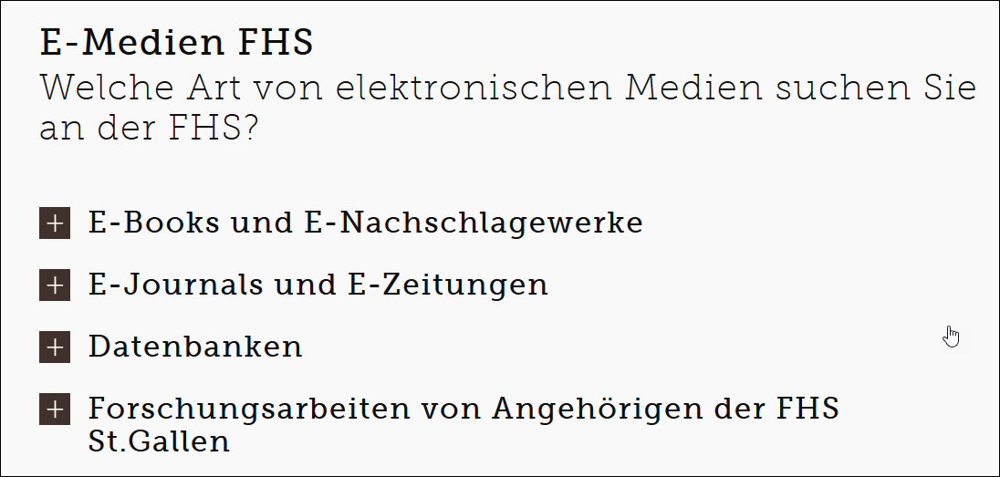 E-Medien FHS
Welche Art von elektronischen Medien suchen Sie
an der FHS?
E-Books und E-Nachschlagewerke
E-Journals und E-Zeitungen
Datenbanken
Forschungsarbeiten von Angehörigen der FHS
St.Gallen